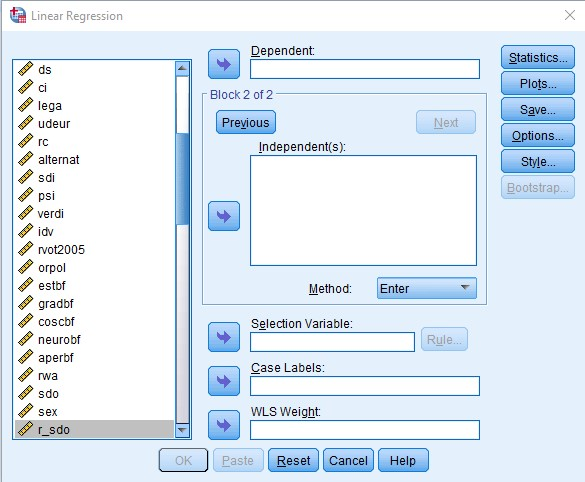 Linear Regression
ds
ci
lega
udeur
rc
alternat
sdi
psi
verdi
idv
rvot2005
orpol
estbf
gradbf
coscbf
neurobf
aperbf
rwa
sdo
sex
r_sdo
Dependent:
Block 2 of 2
Previous
Next
Independent(s):
Method:
Enter
Selection Variable:
Rule...
Case Labels:
WLS Weight:
Statistics...
Plots...
Save...
Options...
Style...
Bootstrap...
OK
Paste
Reset
Cancel
Help